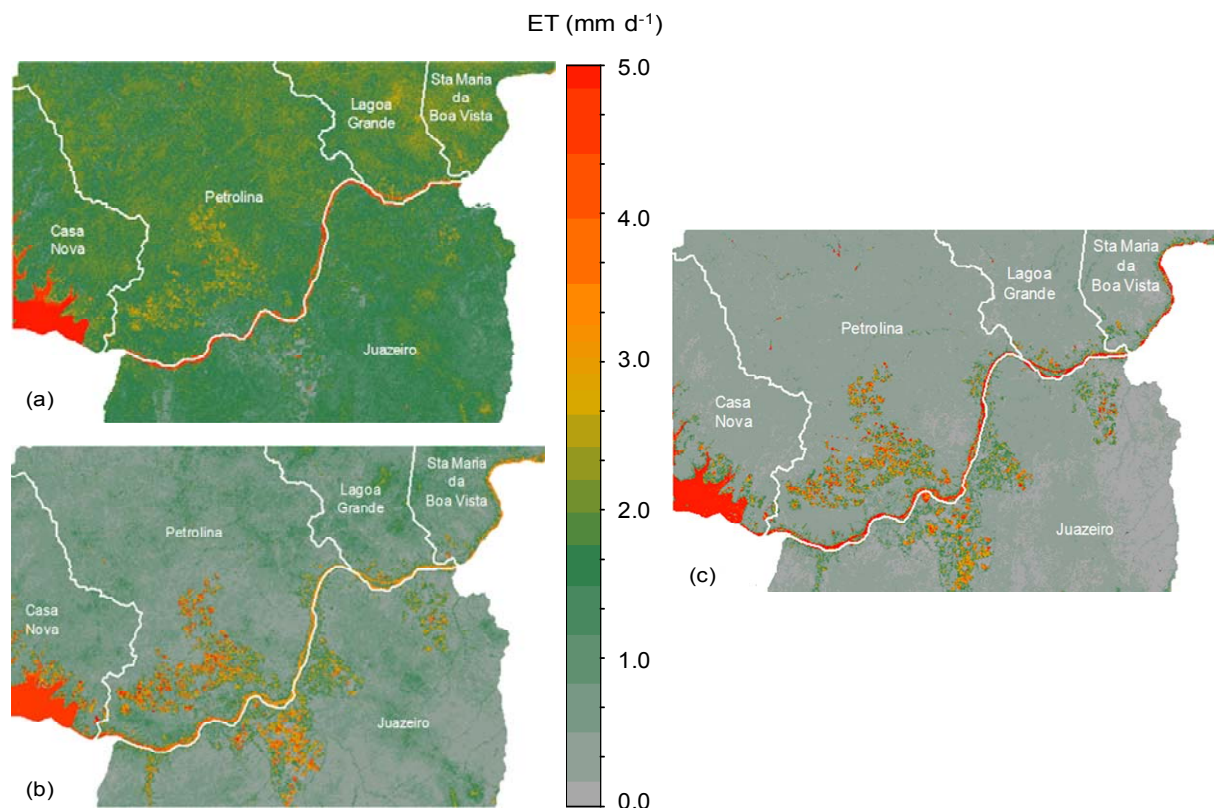 ET (mm d⁻¹)
5.0
4.0
3.0
2.0
1.0
0.0
Sta Maria
da
Boa Vista
Lagoa
Grande
Petrolina
Casa
Nova
Juazeiro
(a)
Sta Maria
da
Boa Vista
Lagoa
Grande
Petrolina
Casa
Nova
Juazeiro
(b)
Sta Maria
da
Boa Vista
Lagoa
Grande
Petrolina
Casa
Nova
Juazeiro
(c)